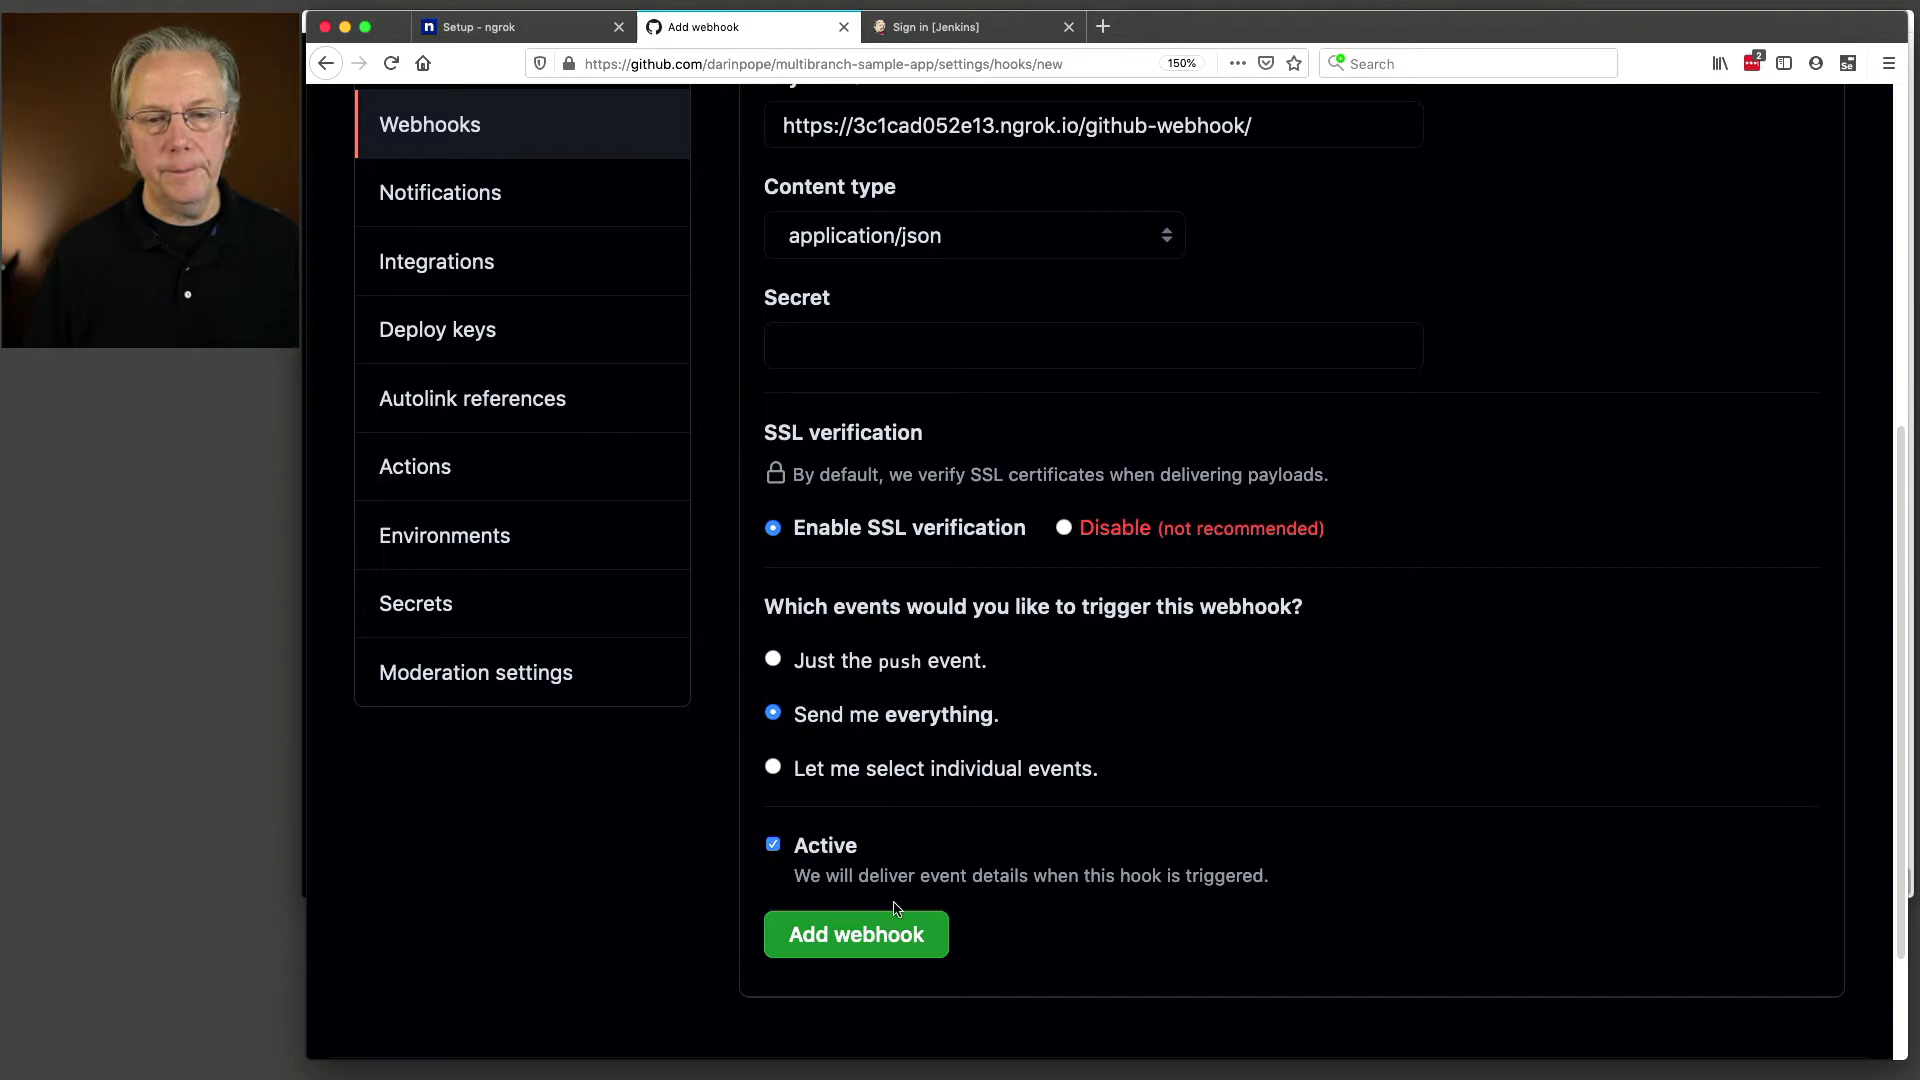 Setup - ngrok
Add webhook
Sign in [Jenkins]
https://github.com/darinpope/multibranch-sample-app/settings/hooks/new
150%
Search
2
Webhooks
Notifications
Integrations
Deploy keys
Autolink references
Actions
Environments
Secrets
Moderation settings
https://3c1cad052e13.ngrok.io/github-webhook/
Content type
application/json
Secret
SSL verification
By default, we verify SSL certificates when delivering payloads.
Enable SSL verification
Disable (not recommended)
Which events would you like to trigger this webhook?
Just the push event.
Send me everything.
Let me select individual events.
Active
We will deliver event details when this hook is triggered.
Add webhook